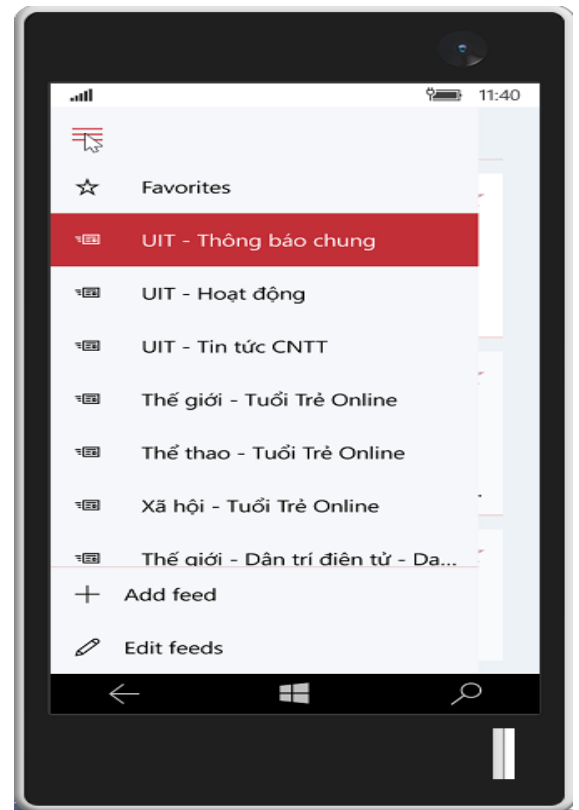 11:40
Favorites
UIT - Thông báo chung
UIT - Hoạt động
UIT - Tin tức CNTT
Thế giới - Tuổi Trẻ Online
Thể thao - Tuổi Trẻ Online
Xã hội - Tuổi Trẻ Online
Thế giới - Dân trí điện tử - Da...
Add feed
Edit feeds